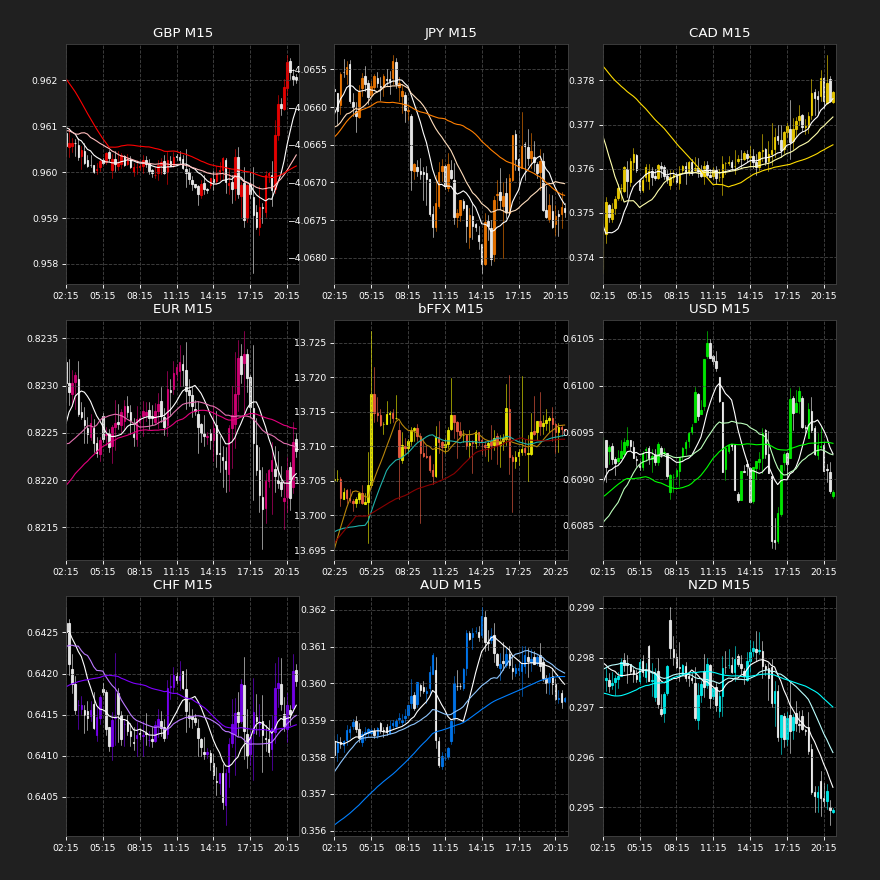 GBP M15
0.962
0.961
0.960
0.959
0.958
02:15 05:15 08:15 11:15 14:15 17:15 20:15
JPY M15
−4.0655
−4.0660
−4.0665
−4.0670
−4.0675
−4.0680
02:15 05:15 08:15 11:15 14:15 17:15 20:15
CAD M15
0.378
0.377
0.376
0.375
0.374
02:15 05:15 08:15 11:15 14:15 17:15 20:15
EUR M15
0.8235
0.8230
0.8225
0.8220
0.8215
02:15 05:15 08:15 11:15 14:15 17:15 20:15
bFFX M15
13.725
13.720
13.715
13.710
13.705
13.700
13.695
02:25 05:25 08:25 11:25 14:25 17:25 20:25
USD M15
0.6105
0.6100
0.6095
0.6090
0.6085
02:15 05:15 08:15 11:15 14:15 17:15 20:15
CHF M15
0.6425
0.6420
0.6415
0.6410
0.6405
02:15 05:15 08:15 11:15 14:15 17:15 20:15
AUD M15
0.362
0.361
0.360
0.359
0.358
0.357
0.356
02:15 05:15 08:15 11:15 14:15 17:15 20:15
NZD M15
0.299
0.298
0.297
0.296
0.295
02:15 05:15 08:15 11:15 14:15 17:15 20:15